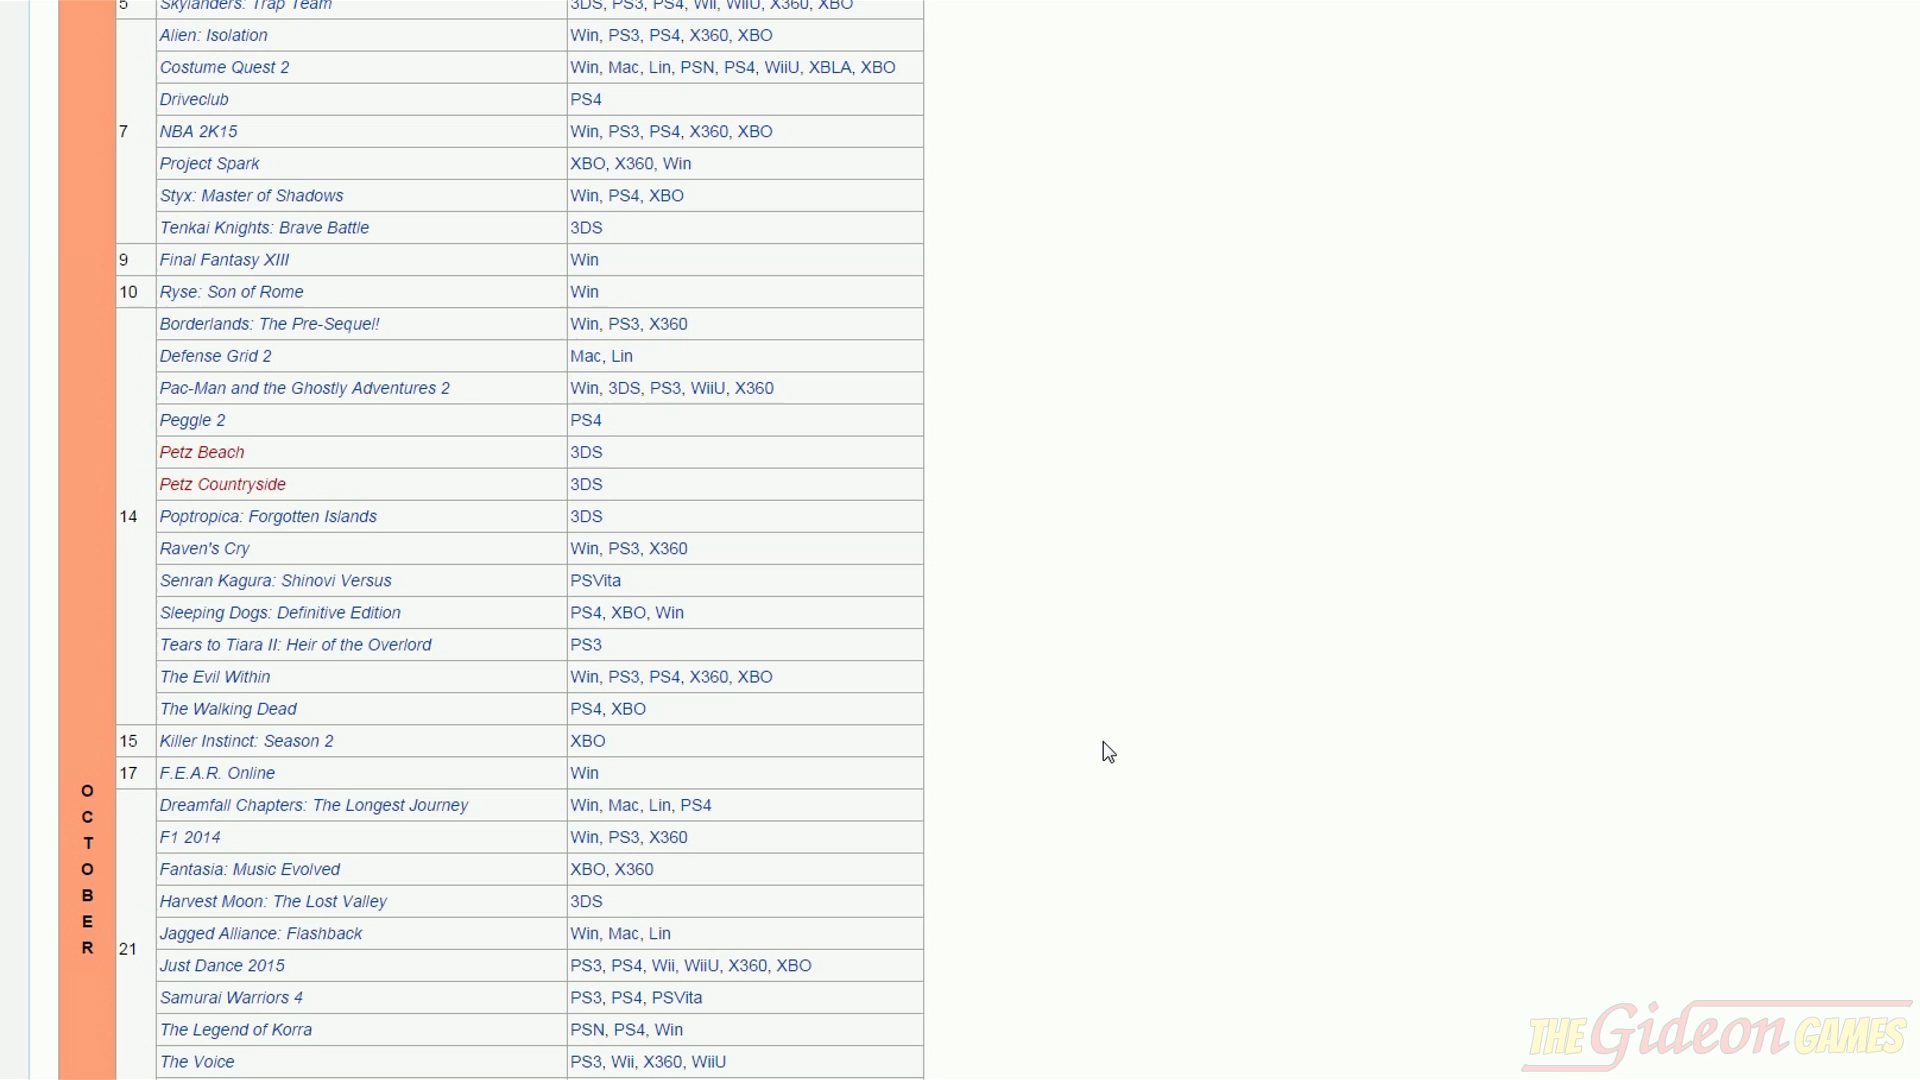 5 Skylanders: Trap Team 3DS, PS3, PS4, Wii, WiiU, X360, XBO
Alien: Isolation Win, PS3, PS4, X360, XBO
Costume Quest 2 Win, Mac, Lin, PSN, PS4, WiiU, XBLA, XBO
Driveclub PS4
7 NBA 2K15 Win, PS3, PS4, X360, XBO
Project Spark XBO, X360, Win
Styx: Master of Shadows Win, PS4, XBO
Tenkai Knights: Brave Battle 3DS
9 Final Fantasy XIII Win
10 Ryse: Son of Rome Win
Borderlands: The Pre-Sequel! Win, PS3, X360
Defense Grid 2 Mac, Lin
Pac-Man and the Ghostly Adventures 2 Win, 3DS, PS3, WiiU, X360
Peggle 2 PS4
Petz Beach 3DS
Petz Countryside 3DS
14 Poptropica: Forgotten Islands 3DS
Raven's Cry Win, PS3, X360
Senran Kagura: Shinovi Versus PSVita
Sleeping Dogs: Definitive Edition PS4, XBO, Win
Tears to Tiara II: Heir of the Overlord PS3
The Evil Within Win, PS3, PS4, X360, XBO
The Walking Dead PS4, XBO
15 Killer Instinct: Season 2 XBO
17 F.E.A.R. Online Win
OCTOBER
Dreamfall Chapters: The Longest Journey Win, Mac, Lin, PS4
F1 2014 Win, PS3, X360
Fantasia: Music Evolved XBO, X360
Harvest Moon: The Lost Valley 3DS
Jagged Alliance: Flashback Win, Mac, Lin
21 Just Dance 2015 PS3, PS4, Wii, WiiU, X360, XBO
Samurai Warriors 4 PS3, PS4, PSVita
The Legend of Korra PSN, PS4, Win
The Voice PS3, Wii, X360, WiiU
THE Gideon GAMES